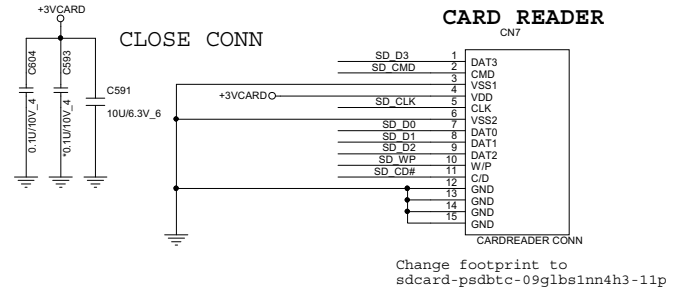 +3VCARD
CLOSE CONN
C604
0.1U/10V_4
C593
*0.1U/10V_4
C591
10U/6.3V_6
CARD READER
CN7
SD_D3 1 DAT3
SD_CMD 2 CMD
3 VSS1
+3VCARD 4 VDD
SD_CLK 5 CLK
6 VSS2
SD_D0 7 DAT0
SD_D1 8 DAT1
SD_D2 9 DAT2
SD_WP 10 W/P
SD_CD# 11 C/D
12 GND
13 GND
14 GND
15 GND
CARDREADER CONN
Change footprint to
sdcard-psdbtc-09glbs1nn4h3-11p